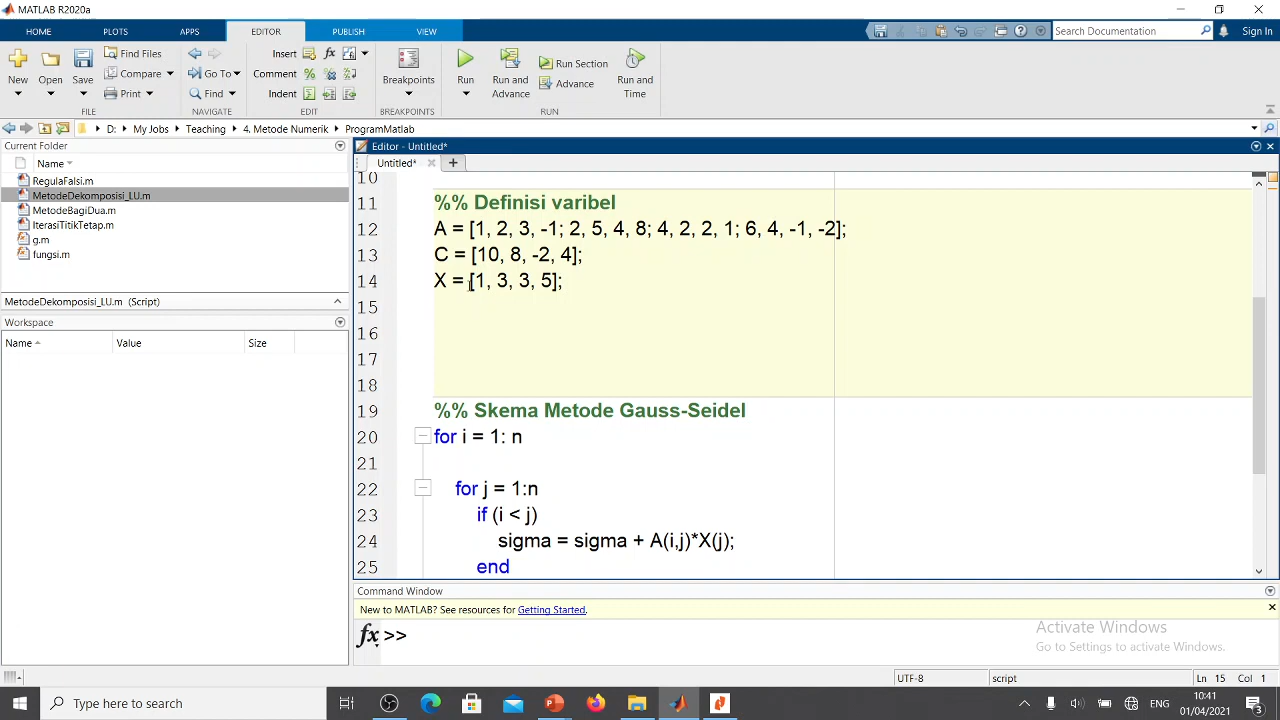 MATLAB R2020a
HOME PLOTS APPS EDITOR PUBLISH VIEW Search Documentation Sign In
New Open Save Find Files Compare Print Go To Find Insert Comment Indent fx Breakpoints Run Run and Advance Run Section Advance Run and Time
FILE NAVIGATE EDIT BREAKPOINTS RUN
D: My Jobs Teaching 4. Metode Numerik ProgramMatlab
Current Folder
Name
RegulaFalsi.m
MetodeDekomposisi_LU.m
MetodeBagiDua.m
IterasiTitikTetap.m
g.m
fungsi.m
MetodeDekomposisi_LU.m (Script)
Workspace
Name Value Size
Editor - Untitled*
Untitled*
10
11 %% Definisi varibel
12 A = [1, 2, 3, -1; 2, 5, 4, 8; 4, 2, 2, 1; 6, 4, -1, -2];
13 C = [10, 8, -2, 4];
14 X = [1, 3, 3, 5];
15
16
17
18
19 %% Skema Metode Gauss-Seidel
20 for i = 1: n
21
22 for j = 1:n
23 if (i < j)
24 sigma = sigma + A(i,j)*X(j);
25 end
Command Window
New to MATLAB? See resources for Getting Started.
fx >>
Activate Windows
Go to Settings to activate Windows.
UTF-8 script Ln 15 Col 1
Type here to search
ENG
10:41
01/04/2021
3